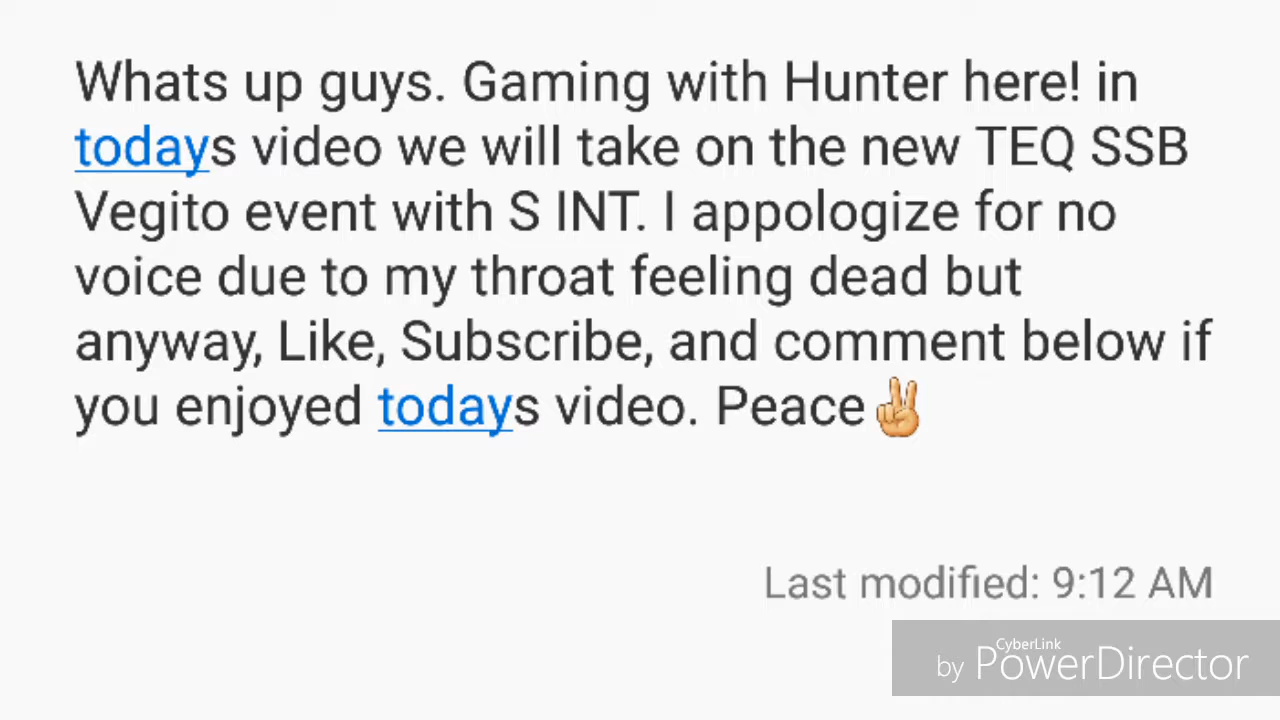 Whats up guys. Gaming with Hunter here! in
todays video we will take on the new TEQ SSB
Vegito event with S INT. I appologize for no
voice due to my throat feeling dead but
anyway, Like, Subscribe, and comment below if
you enjoyed todays video. Peace✌
Last modified: 9:12 AM
CyberLink
by PowerDirector